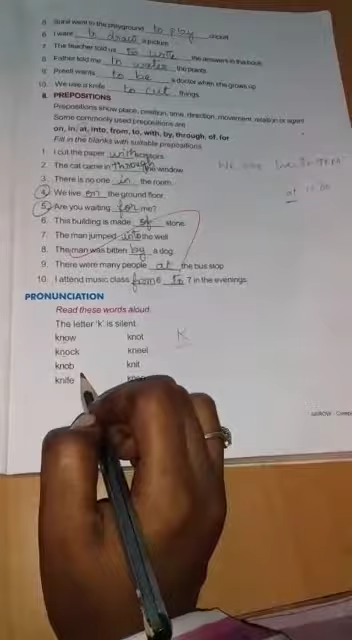 5. Sunil went to the playground to play cricket
6. I want to draw a picture
7. The teacher told us to write the answers in the book
8. Father told me to water the plants
9. Preeti wants to be a doctor when she grows up
10. We use a knife to cut things.
B. PREPOSITIONS
Prepositions show place, position, time, direction, movement, relation or agent
Some commonly used prepositions are
on, in, at, into, from, to, with, by, through, of, for
Fill in the blanks with suitable prepositions.
1. I cut the paper with scissors
2. The cat came in through the window
3. There is no one in the room.
4. We live on the ground floor.
5. Are you waiting for me?
6. This building is made of stone.
7. The man jumped into the well
8. The man was bitten by a dog.
9. There were many people at the bus stop
10. I attend music class from 6 to 7 in the evenings.
at
PRONUNCIATION
Read these words aloud.
The letter 'k' is silent
know knot
K
knock kneel
knob knit
knife